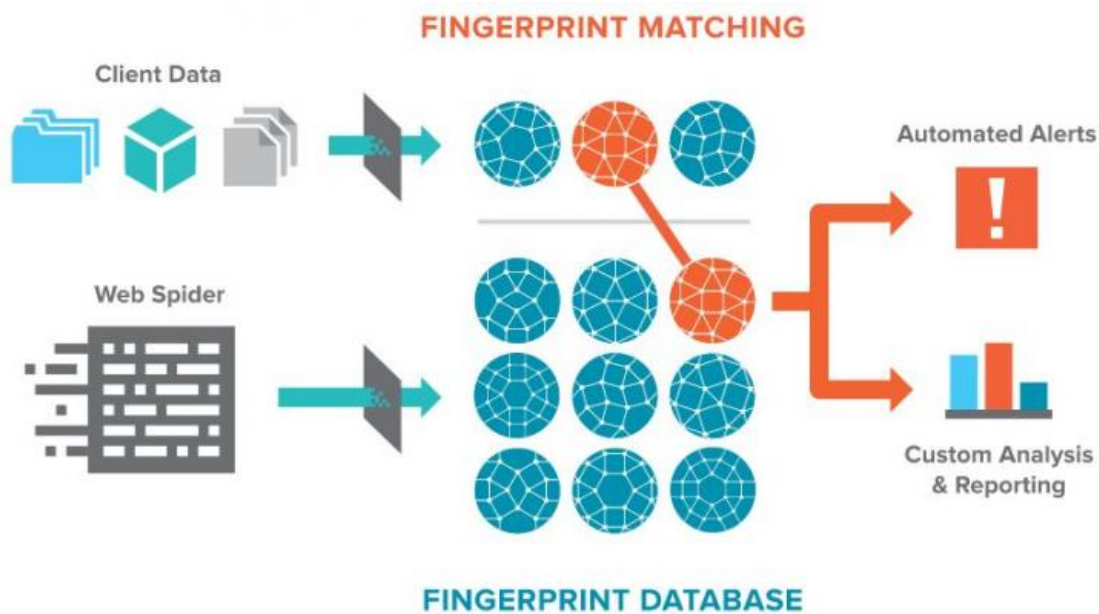 FINGERPRINT MATCHING
Client Data
Automated Alerts
!
Web Spider
Custom Analysis
& Reporting
FINGERPRINT DATABASE